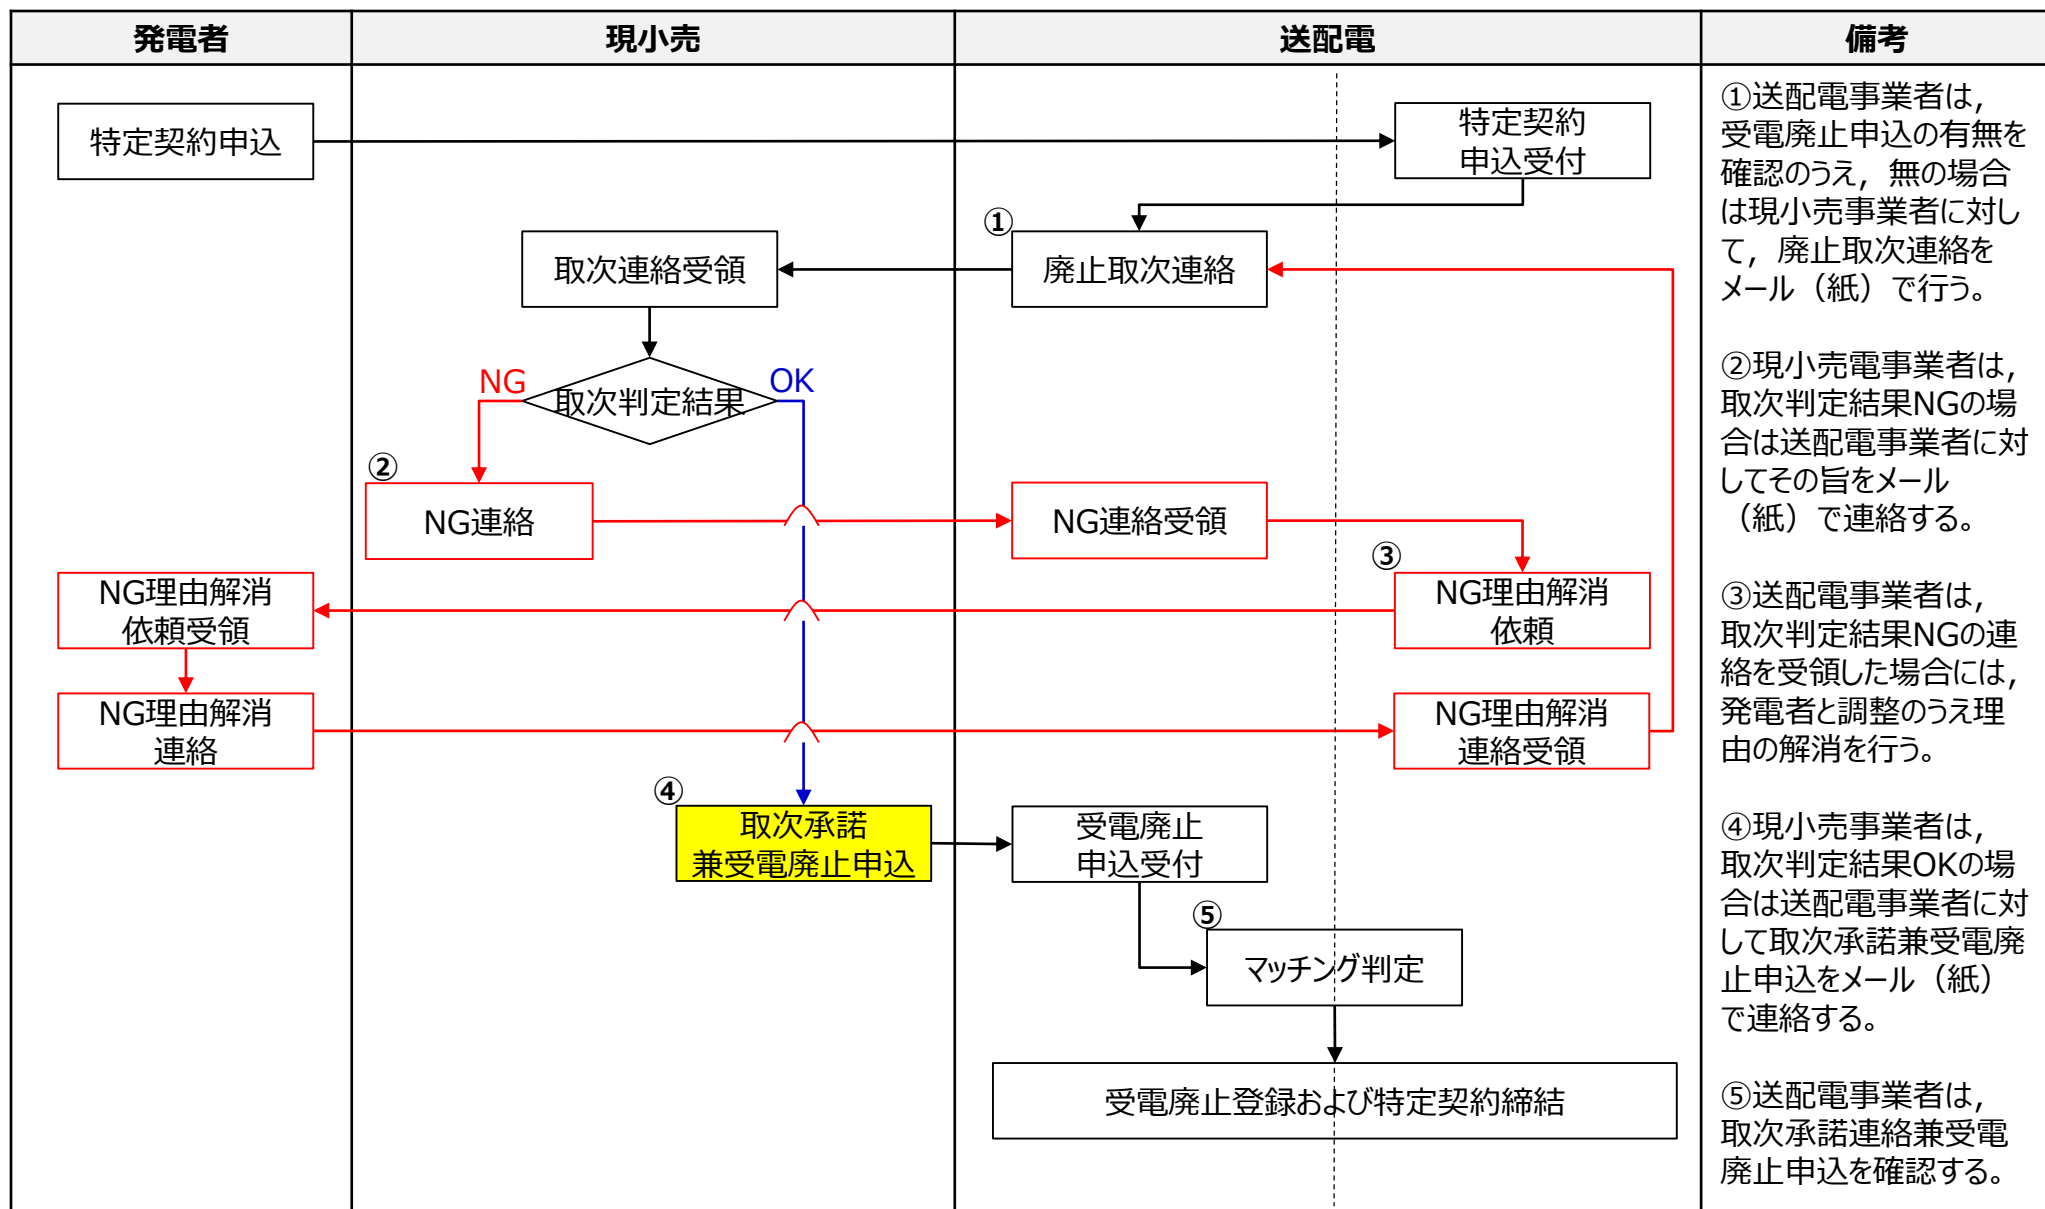 発電者
現小売
送配電
備考
特定契約申込
特定契約
申込受付
①
取次連絡受領
廃止取次連絡
NG
OK
取次判定結果
②
NG連絡
NG連絡受領
③
NG理由解消
依頼受領
NG理由解消
依頼
NG理由解消
連絡
NG理由解消
連絡受領
④
取次承諾
兼受電廃止申込
受電廃止
申込受付
⑤
マッチング判定
受電廃止登録および特定契約締結
①送配電事業者は，
受電廃止申込の有無を
確認のうえ，無の場合
は現小売事業者に対し
て，廃止取次連絡を
メール（紙）で行う。
②現小売電事業者は，
取次判定結果NGの場
合は送配電事業者に対
してその旨をメール
（紙）で連絡する。
③送配電事業者は，
取次判定結果NGの連
絡を受領した場合には，
発電者と調整のうえ理
由の解消を行う。
④現小売事業者は，
取次判定結果OKの場
合は送配電事業者に対
して取次承諾兼受電廃
止申込をメール（紙）
で連絡する。
⑤送配電事業者は，
取次承諾連絡兼受電
廃止申込を確認する。